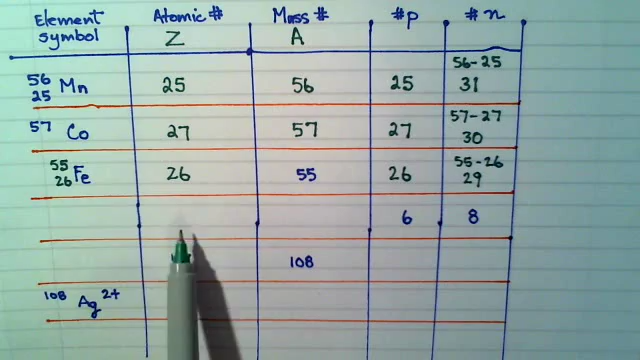 Element symbol Atomic # Z Mass # A #p # n
56 25 Mn 25 56 25 56-25 31
57 Co 27 57 27 57-27 30
55 26 Fe 26 55 26 55-26 29
6 8
108
108 Ag 2+